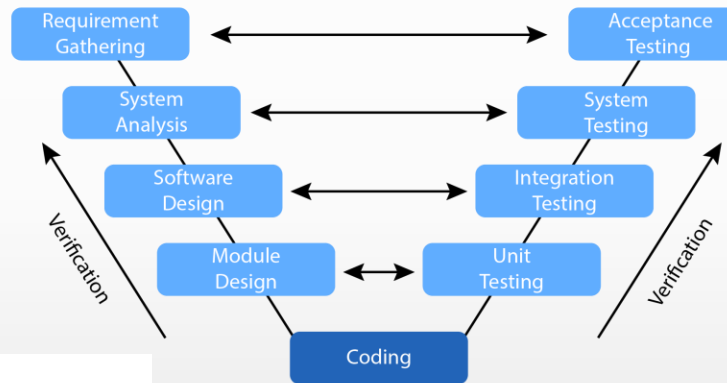 Requirement
Gathering
Acceptance
Testing
System
Analysis
System
Testing
Software
Design
Integration
Testing
Module
Design
Unit
Testing
Verification
Verification
Coding